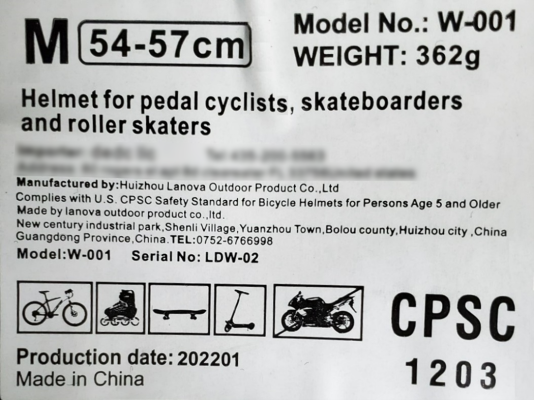 M 54-57cm
Model No.: W-001
WEIGHT: 362g
Helmet for pedal cyclists, skateboarders
and roller skaters
Manufactured by:Huizhou Lanova Outdoor Product Co.,Ltd
Complies with U.S. CPSC Safety Standard for Bicycle Helmets for Persons Age 5 and Older
Made by lanova outdoor product co.,ltd.
New century industrial park,Shenli Village,Yuanzhou Town,Bolou county,Huizhou city ,China
Guangdong Province,China.TEL:0752-6766998
Model:W-001 Serial No: LDW-02
CPSC
1203
Production date: 202201
Made in China